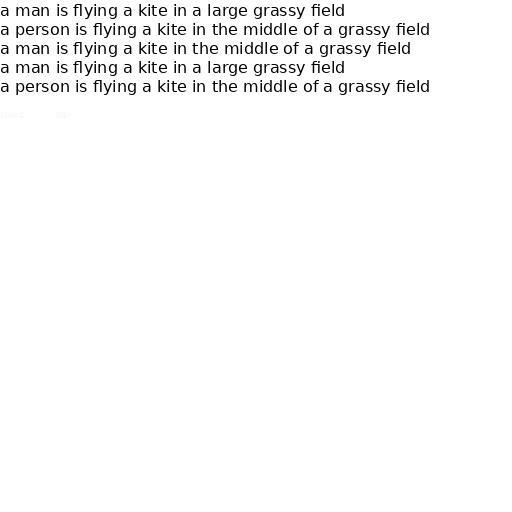 a man is flying a kite in a large grassy field
a person is flying a kite in the middle of a grassy field
a man is flying a kite in the middle of a grassy field
a man is flying a kite in a large grassy field
a person is flying a kite in the middle of a grassy field